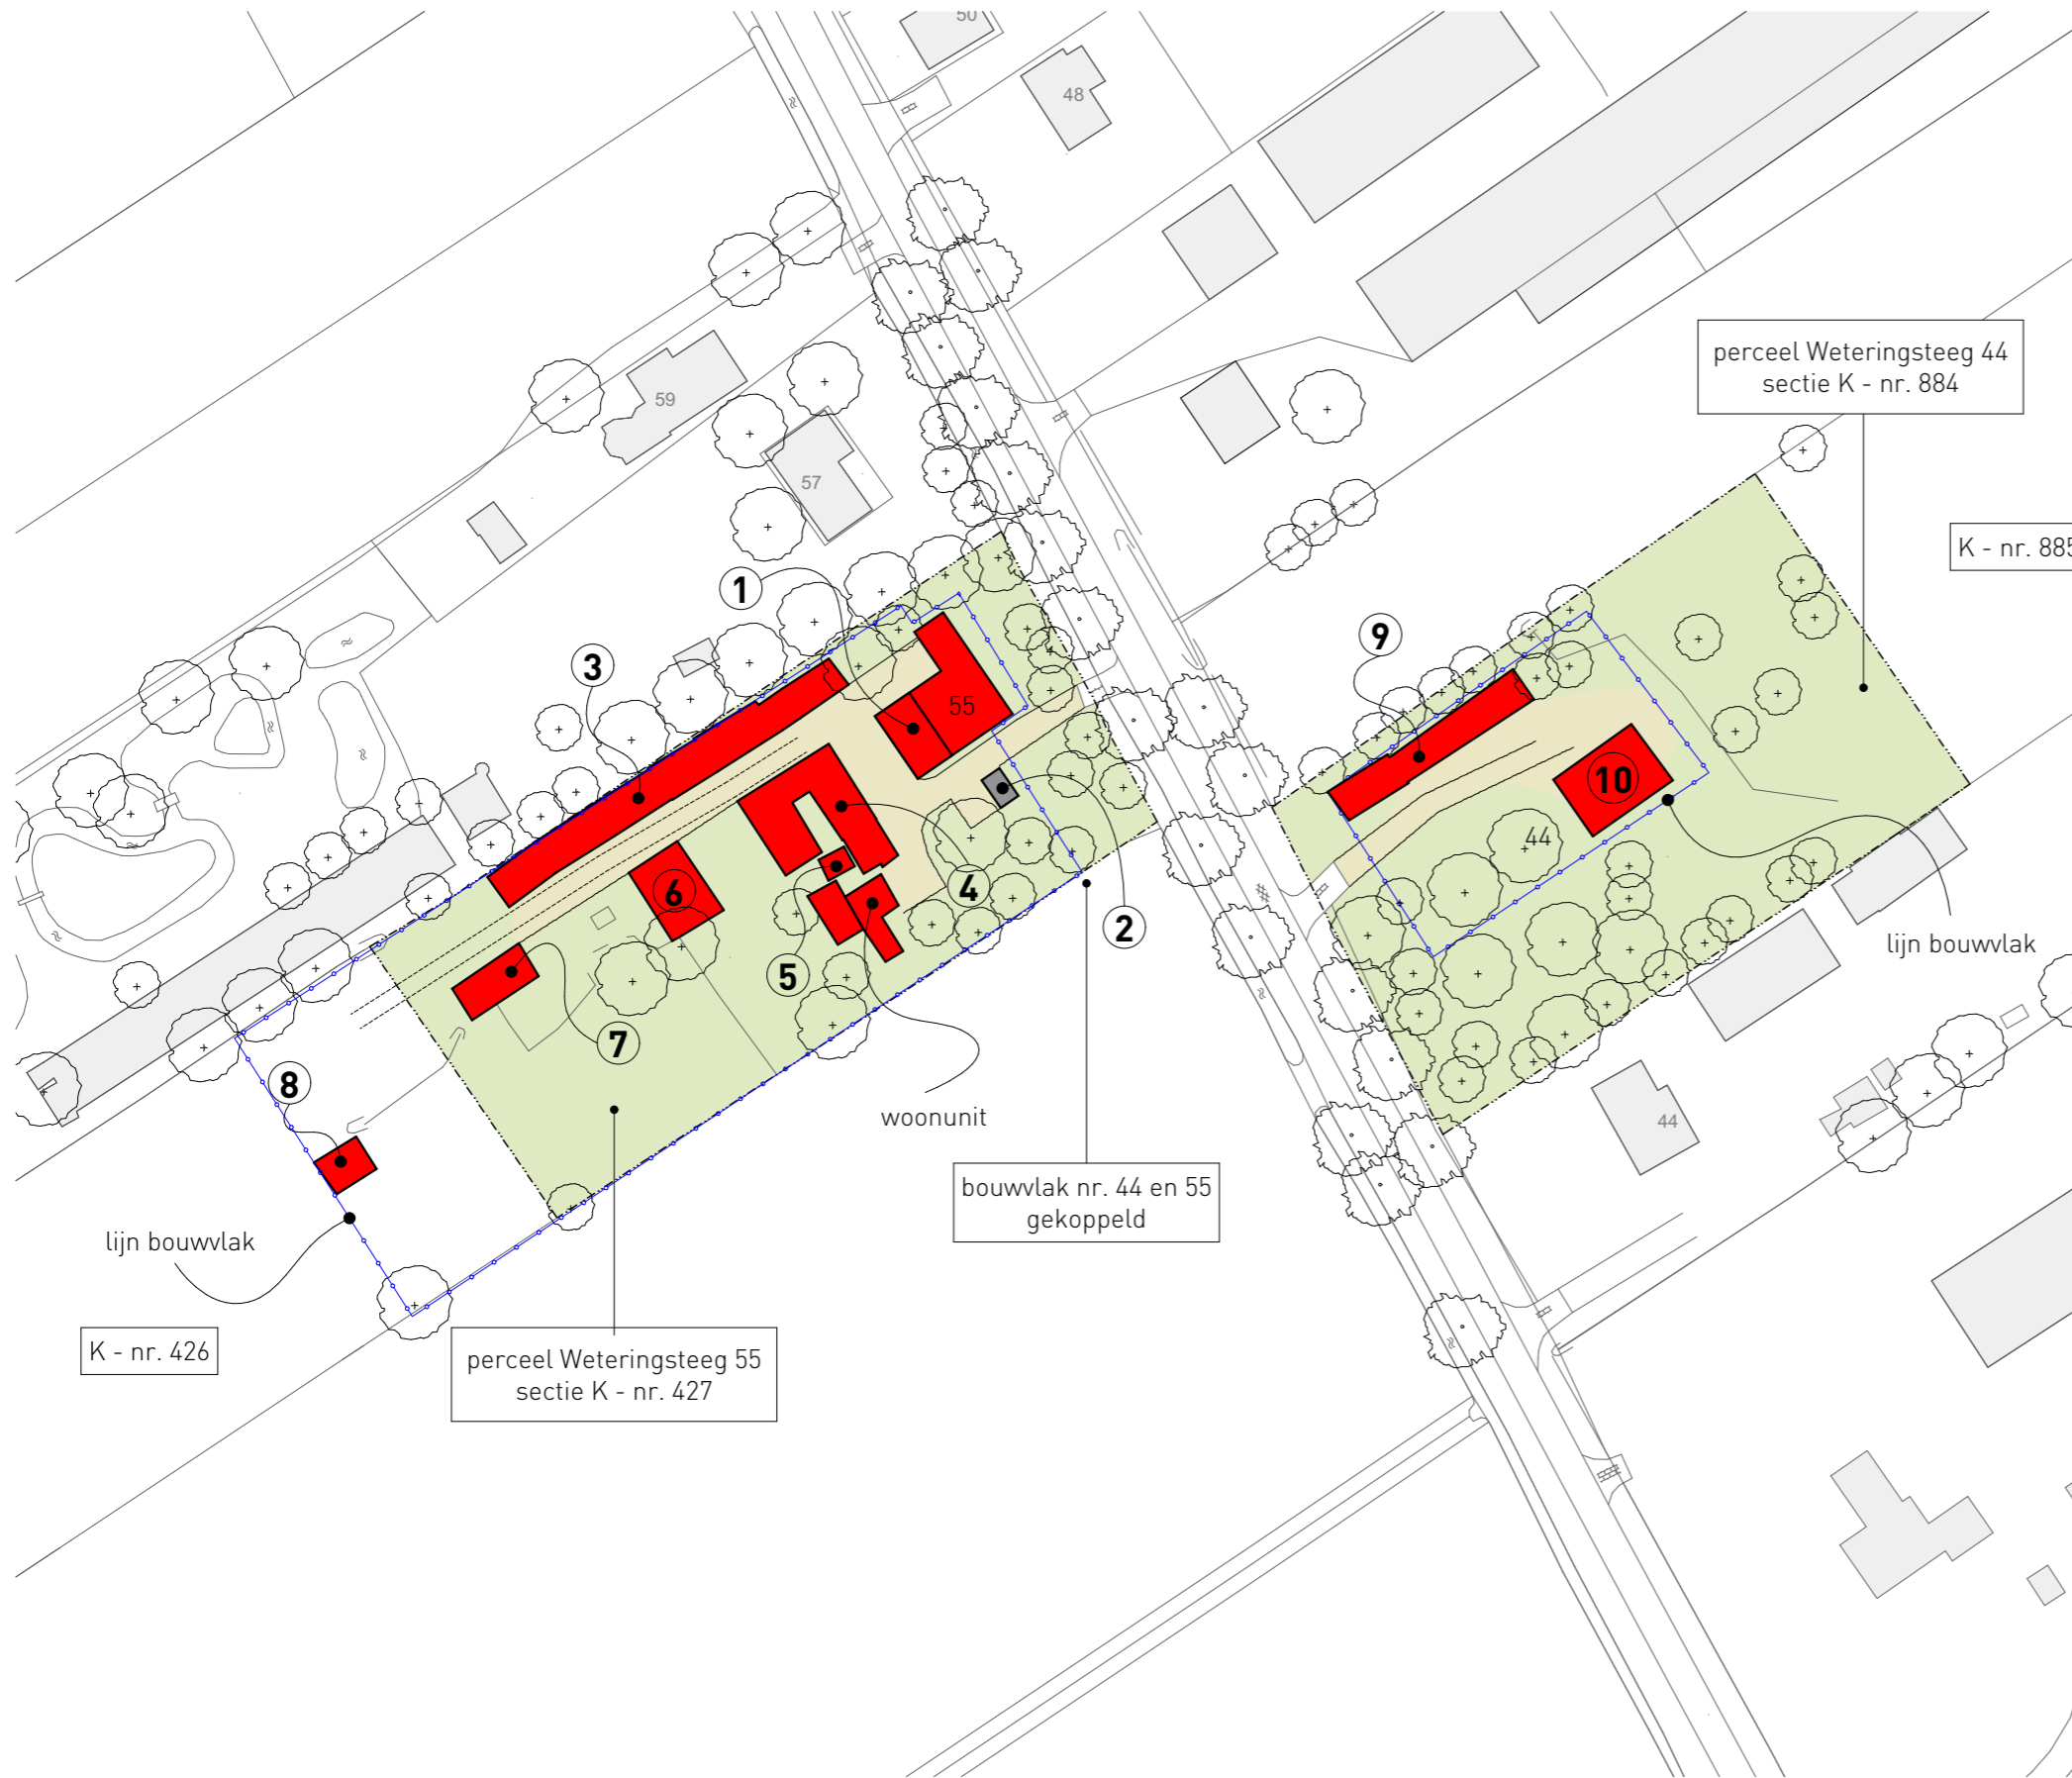 50
48
perceel Weteringsteeg 44
sectie K - nr. 884
59
57
K - nr. 885
1
3
9
55
10
44
6
4
2
5
7
8
lijn bouwvlak
woonunit
44
bouwvlak nr. 44 en 55
gekoppeld
lijn bouwvlak
K - nr. 426
perceel Weteringsteeg 55
sectie K - nr. 427